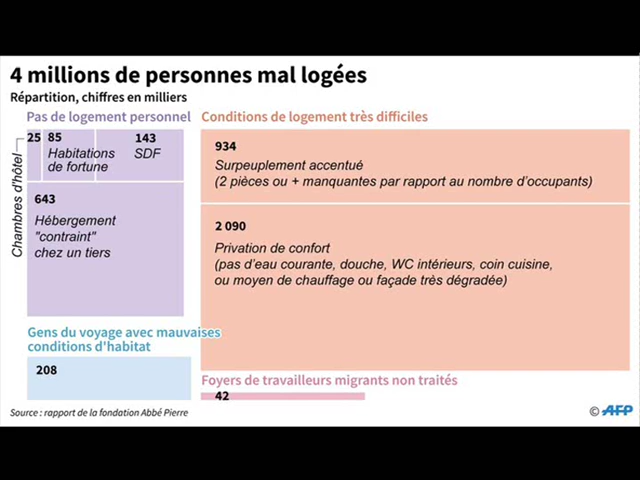 4 millions de personnes mal logées
Répartition, chiffres en milliers
Pas de logement personnel
Chambres d'hôtel
25
85
Habitations
de fortune
143
SDF
643
Hébergement
"contraint"
chez un tiers
Conditions de logement très difficiles
934
Surpeuplement accentué
(2 pièces ou + manquantes par rapport au nombre d'occupants)
2 090
Privation de confort
(pas d'eau courante, douche, WC intérieurs, coin cuisine,
ou moyen de chauffage ou façade très dégradée)
Gens du voyage avec mauvaises
conditions d'habitat
208
Foyers de travailleurs migrants non traités
42
Source : rapport de la fondation Abbé Pierre
© AFP